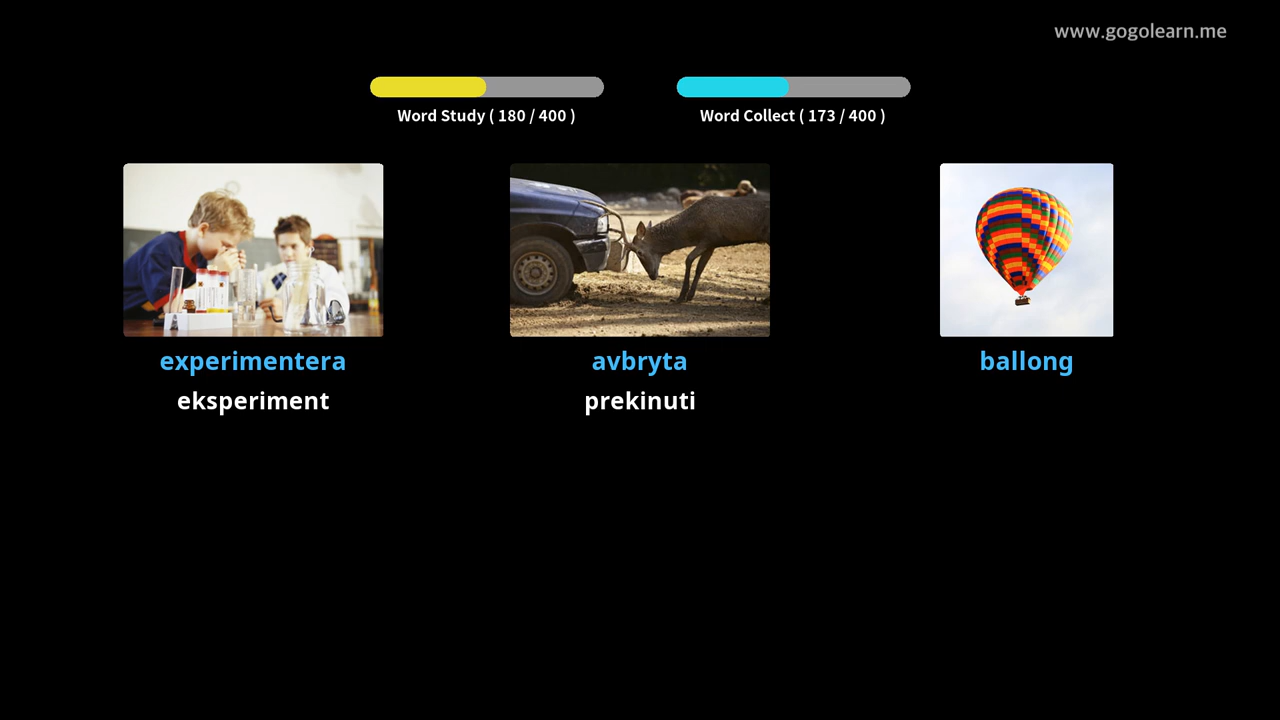 www.gogolearn.me
Word Study ( 180 / 400 )
Word Collect ( 173 / 400 )
experimentera
avbryta
ballong
eksperiment
prekinuti